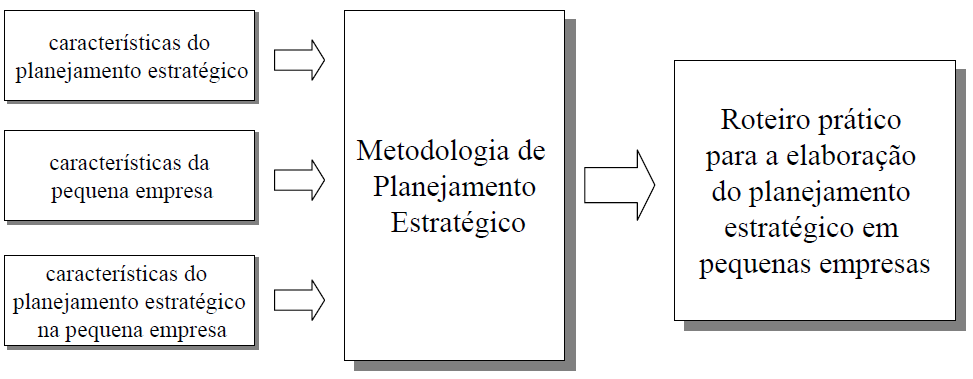 características do
planejamento estratégico
características da
pequena empresa
características do
planejamento estratégico
na pequena empresa
Metodologia de
Planejamento
Estratégico
Roteiro prático
para a elaboração
do planejamento
estratégico em
pequenas empresas